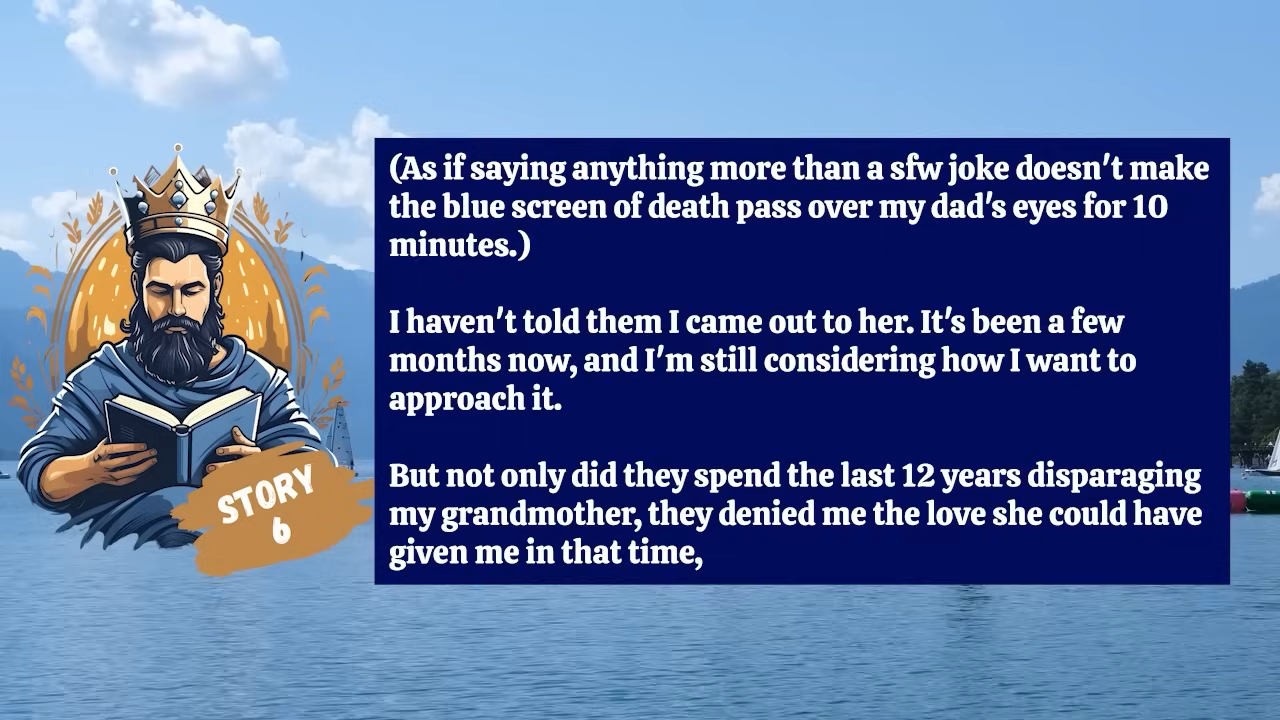 (As if saying anything more than a sfw joke doesn't make
the blue screen of death pass over my dad's eyes for 10
minutes.)
I haven't told them I came out to her. It's been a few
months now, and I'm still considering how I want to
approach it.
But not only did they spend the last 12 years disparaging
my grandmother, they denied me the love she could have
given me in that time,
STORY
6